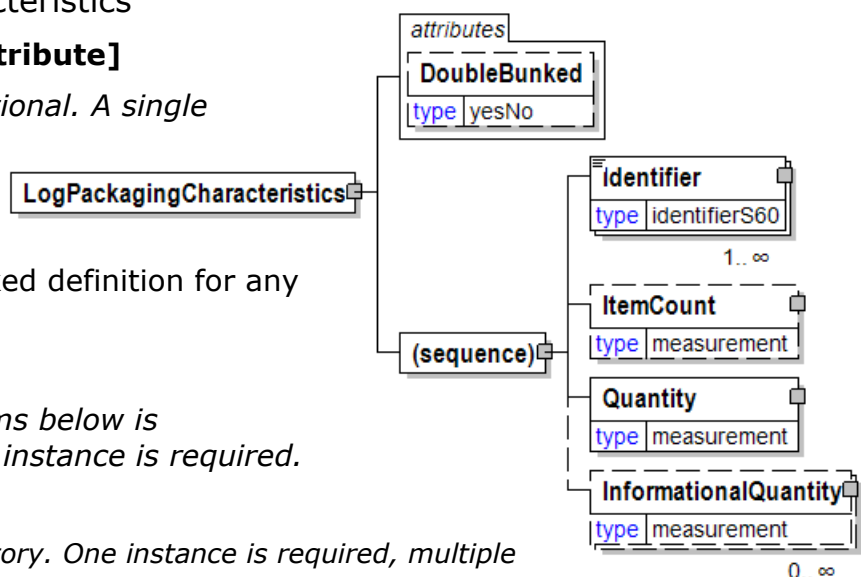 cteristics
tribute]
ional. A single
ed definition for any
ms below is
instance is required.
ory. One instance is required, multiple
LogPackagingCharacteristics
attributes
DoubleBunked
type yesNo
(sequence)
Identifier
type identifierS60
1.. ∞
ItemCount
type measurement
Quantity
type measurement
InformationalQuantity
type measurement
0.. ∞